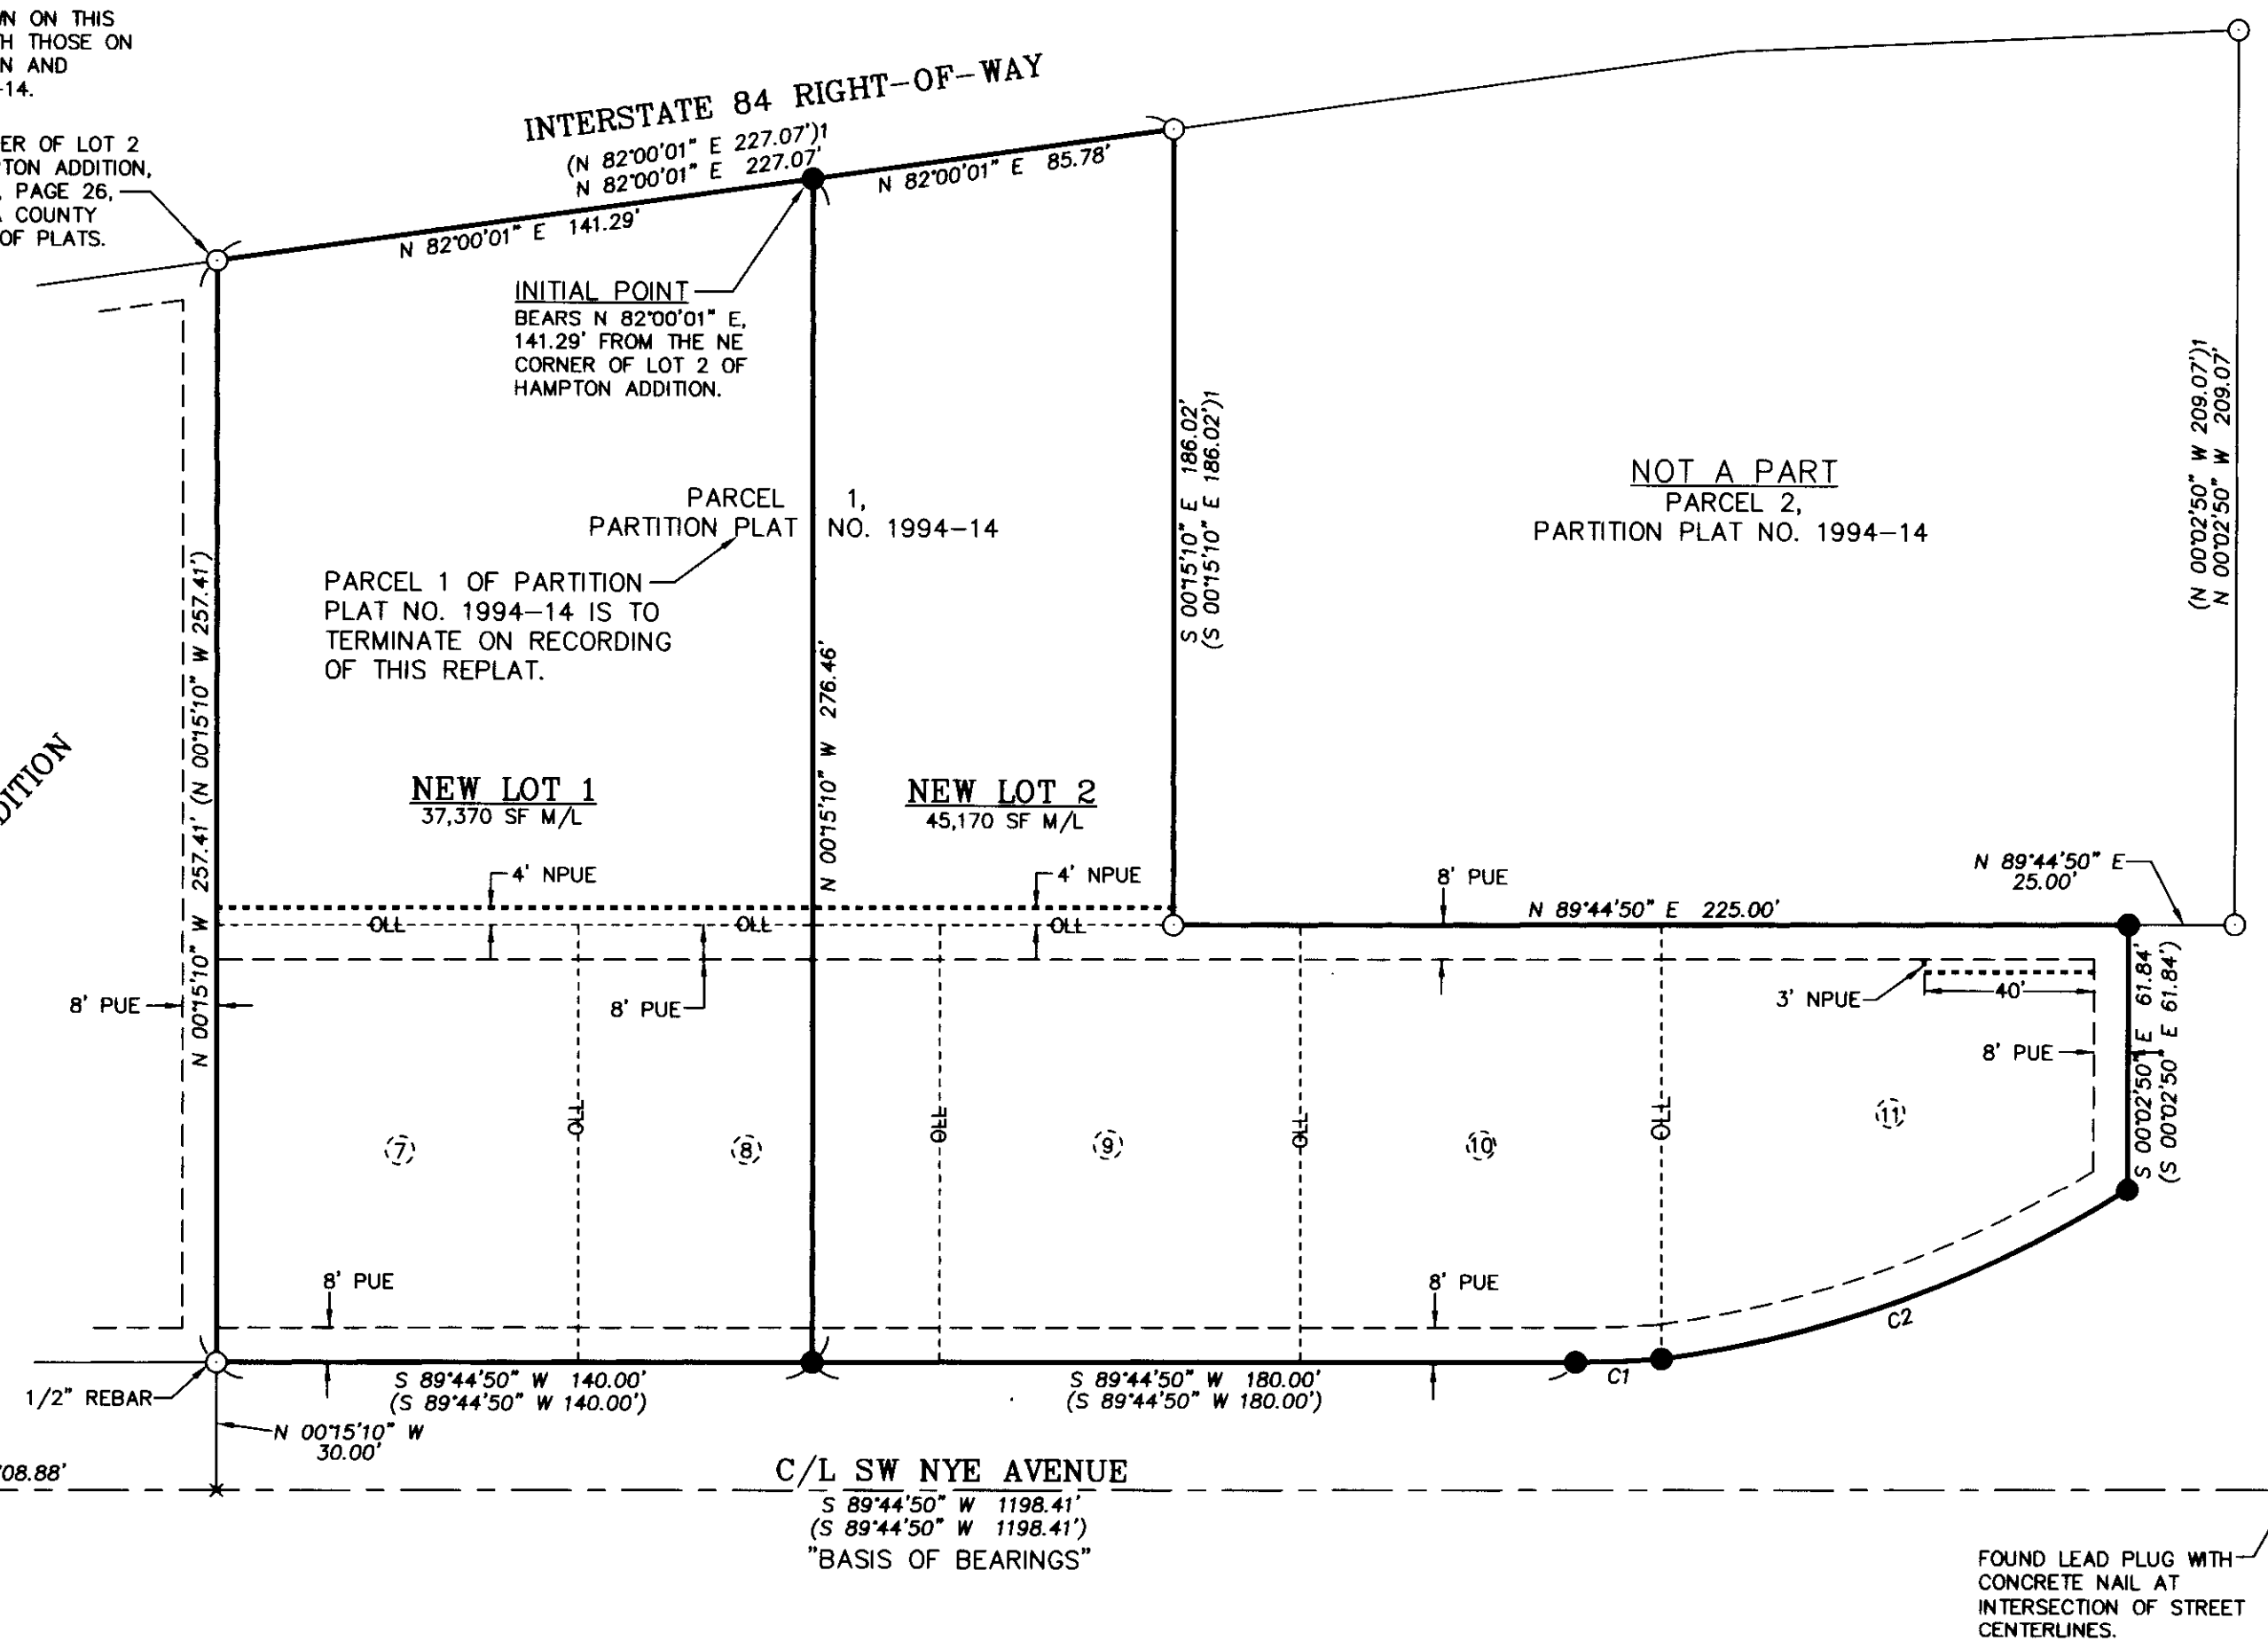 ON THIS
THOSE ON
AND
-14.
OF LOT 2
ADDITION,
PAGE 26,
COUNTY
OF PLATS.
INTERSTATE 84 RIGHT-OF-WAY
(N 82°00'01" E 227.07')1
N 82°00'01" E 227.07'
N 82°00'01" E 85.78'
N 82°00'01" E 141.29'
INITIAL POINT
BEARS N 82°00'01" E,
141.29' FROM THE NE
CORNER OF LOT 2 OF
HAMPTON ADDITION.
S 00°15'10" E 186.02'
(S 00°15'10" E 186.02')1
(N 00°02'50" W 209.07')1
N 00°02'50" W 209.07'
NOT A PART
PARCEL 2,
PARTITION PLAT NO. 1994-14
PARCEL 1,
PARTITION PLAT NO. 1994-14
PARCEL 1 OF PARTITION
PLAT NO. 1994-14 IS TO
TERMINATE ON RECORDING
OF THIS REPLAT.
N 00°15'10" W 257.41' (N 00°15'10" W 257.41')
N 00°15'10" W 276.46'
NEW LOT 1
37,370 SF M/L
NEW LOT 2
45,170 SF M/L
4' NPUE
4' NPUE
8' PUE
N 89°44'50" E
25.00'
N 89°44'50" E 225.00'
OLL
OLL
OLL
8' PUE
8' PUE
3' NPUE
40'
8' PUE
S 00°02'50" E 61.84'
(S 00°02'50" E 61.84')
OLL
OLL
OLL
OLL
7
8
9
10
11
8' PUE
8' PUE
C2
C1
1/2" REBAR
S 89°44'50" W 140.00'
(S 89°44'50" W 140.00')
S 89°44'50" W 180.00'
(S 89°44'50" W 180.00')
N 00°15'10" W
30.00'
08.88'
C/L SW NYE AVENUE
S 89°44'50" W 1198.41'
(S 89°44'50" W 1198.41')
"BASIS OF BEARINGS"
FOUND LEAD PLUG WITH
CONCRETE NAIL AT
INTERSECTION OF STREET
CENTERLINES.